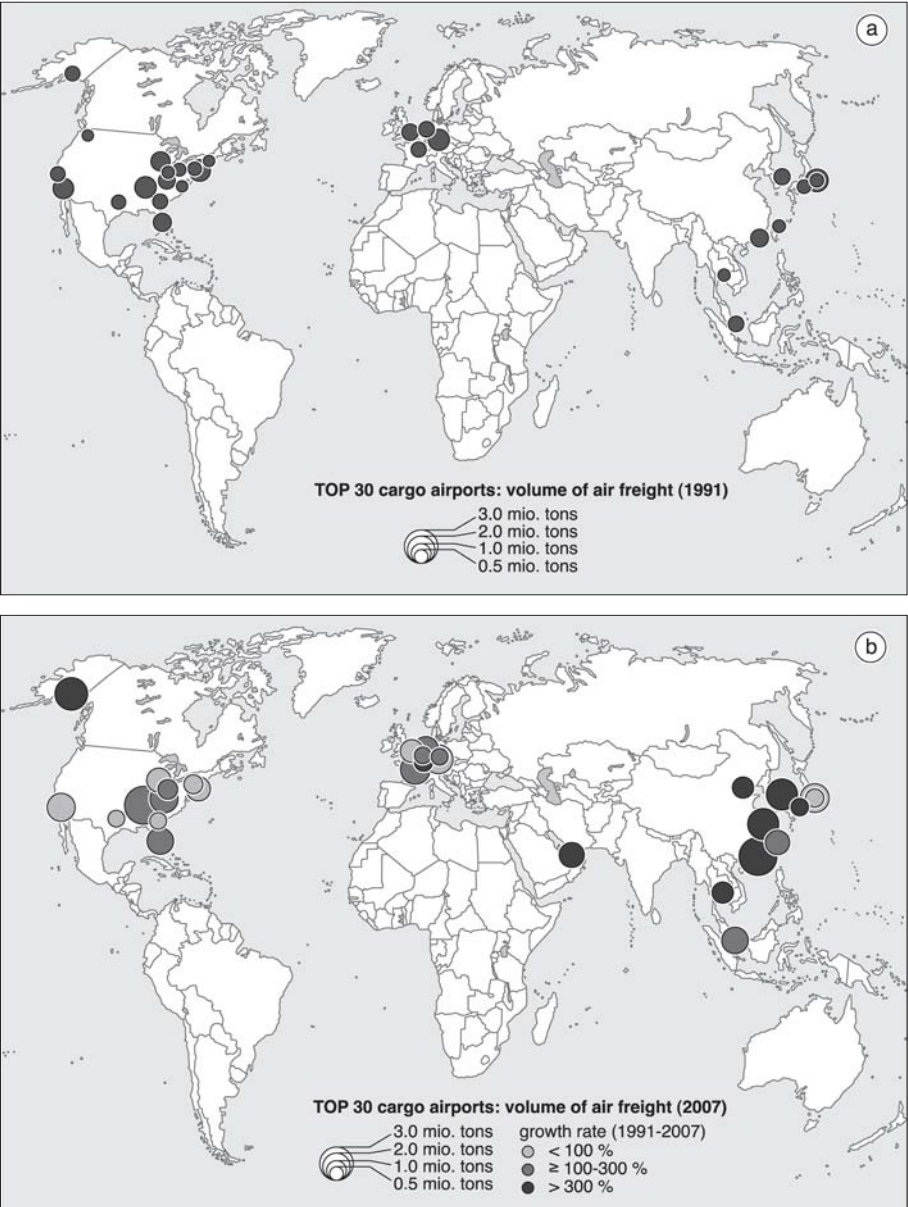 a
TOP 30 cargo airports: volume of air freight (1991)
3.0 mio. tons
2.0 mio. tons
1.0 mio. tons
0.5 mio. tons
b
TOP 30 cargo airports: volume of air freight (2007)
3.0 mio. tons
2.0 mio. tons
1.0 mio. tons
0.5 mio. tons
growth rate (1991-2007)
< 100 %
≥ 100-300 %
> 300 %